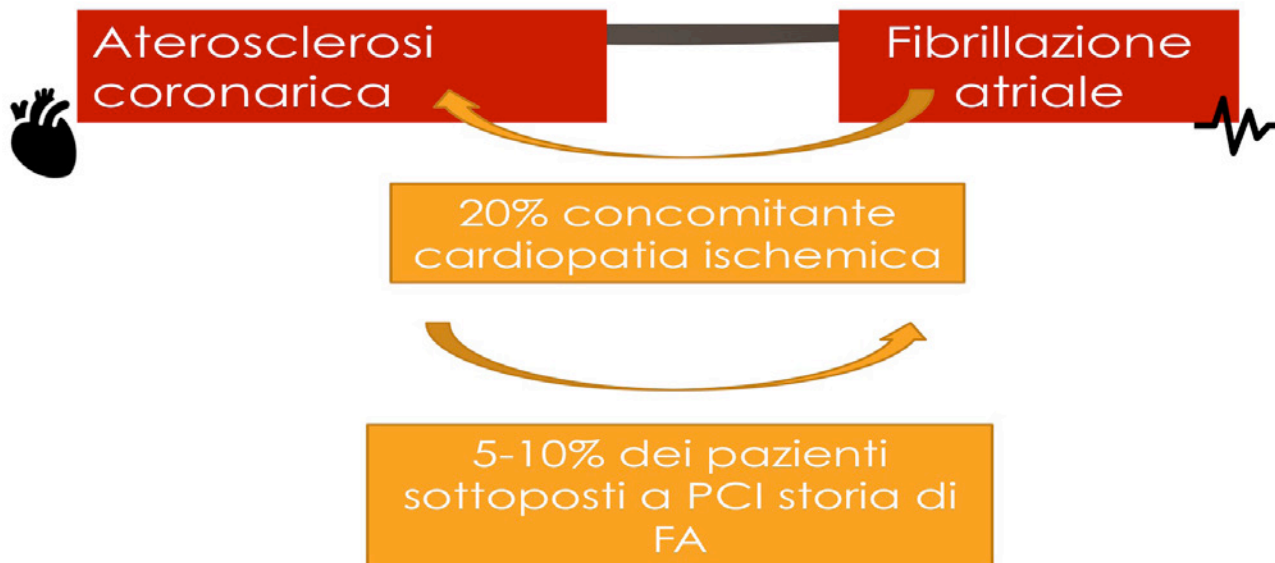 Aterosclerosi
coronarica
Fibrillazione
atriale
20% concomitante
cardiopatia ischemica
5-10% dei pazienti
sottoposti a PCI storia di
FA